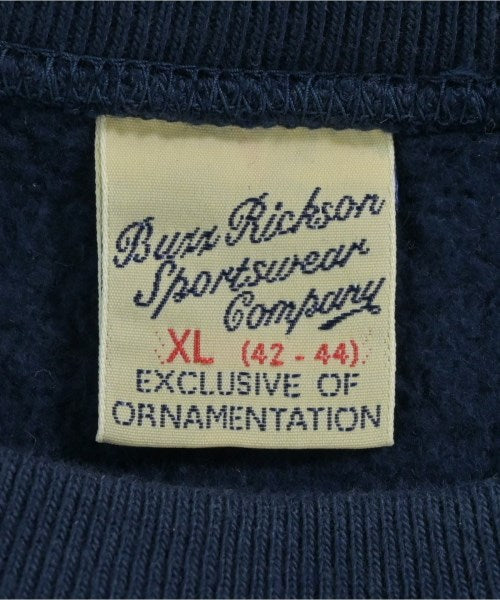 Buzz Rickson
Sportswear
Company
XL (42 - 44)
EXCLUSIVE OF
ORNAMENTATION